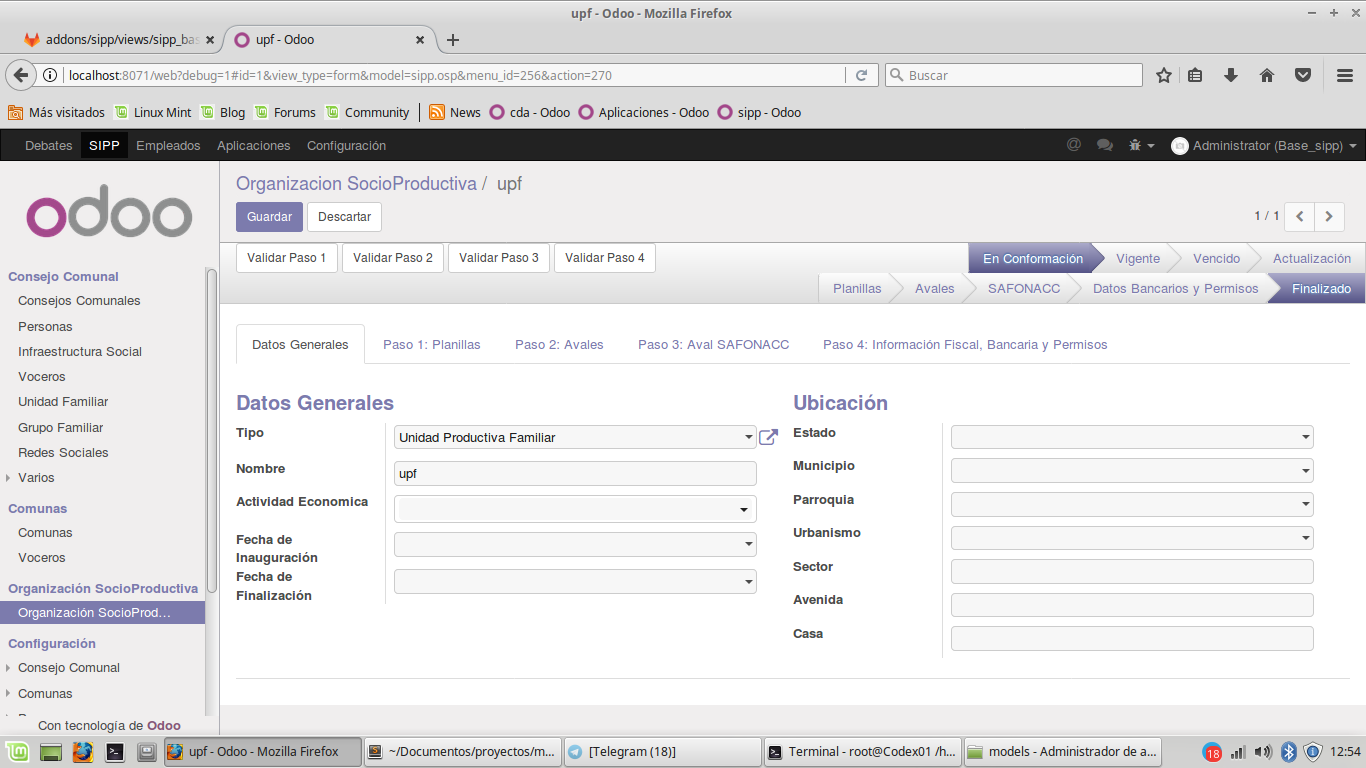 upf - Odoo - Mozilla Firefox
addons/sipp/views/sipp_bas
upf - Odoo
localhost:8071/web?debug=1#id=1&view_type=form&model=sipp.osp&menu_id=256&action=270
Buscar
Más visitados Linux Mint Blog Forums Community News cda - Odoo Aplicaciones - Odoo sipp - Odoo
Debates SIPP Empleados Aplicaciones Configuración @ Administrator (Base_sipp)
odoo
Consejo Comunal
Consejos Comunales
Personas
Infraestructura Social
Voceros
Unidad Familiar
Grupo Familiar
Redes Sociales
Varios
Comunas
Comunas
Voceros
Organización SocioProductiva
Organización SocioProd...
Configuración
Consejo Comunal
Comunas
Con tecnología de Odoo
Organizacion SocioProductiva / upf
Guardar Descartar 1 / 1
Validar Paso 1 Validar Paso 2 Validar Paso 3 Validar Paso 4 En Conformación Vigente Vencido Actualización
Planillas Avales SAFONACC Datos Bancarios y Permisos Finalizado
Datos Generales Paso 1: Planillas Paso 2: Avales Paso 3: Aval SAFONACC Paso 4: Información Fiscal, Bancaria y Permisos
Datos Generales
Tipo Unidad Productiva Familiar
Nombre upf
Actividad Economica
Fecha de
Inauguración
Fecha de
Finalización
Ubicación
Estado
Municipio
Parroquia
Urbanismo
Sector
Avenida
Casa
upf - Odoo - Mozilla Firefox ~/Documentos/proyectos/m... [Telegram (18)] Terminal - root@Codex01 /h... models - Administrador de a... 18 12:54